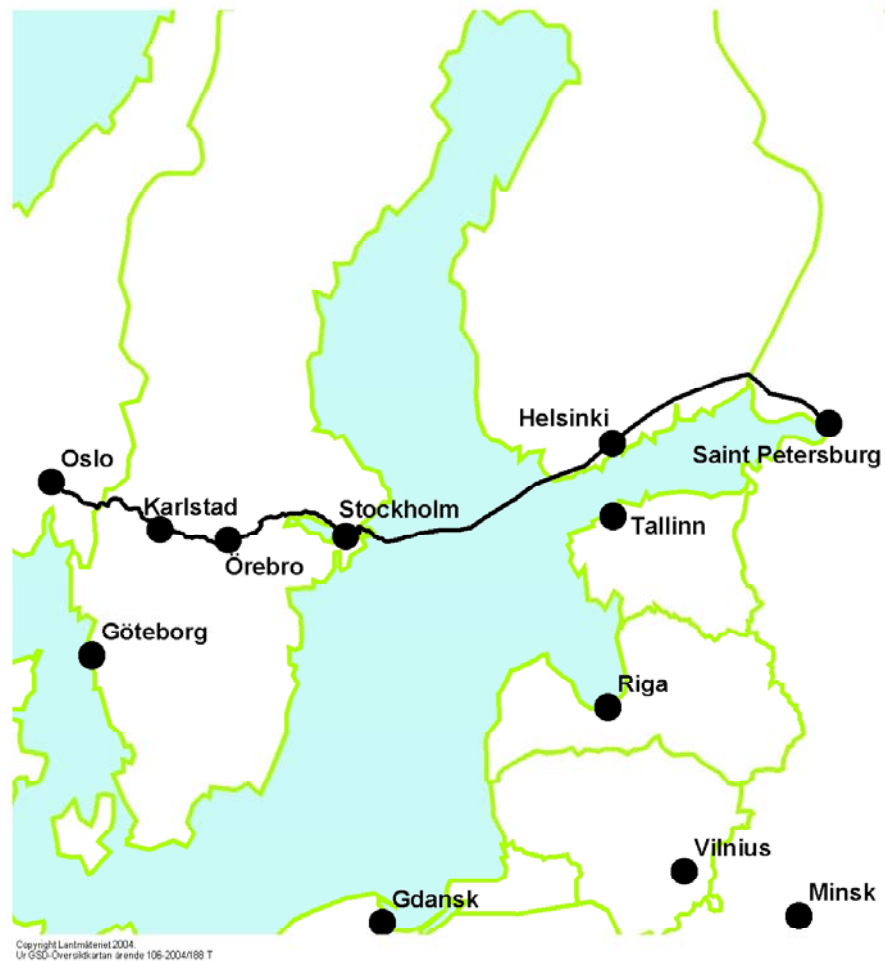 Helsinki
Saint Petersburg
Oslo
Karlstad
Stockholm
Tallinn
Örebro
Göteborg
Riga
Vilnius
Gdansk
Minsk
Copyright Lantmäteriet 2004.
Ur GSD-Översiktkartan ärende 106-2004/188 T